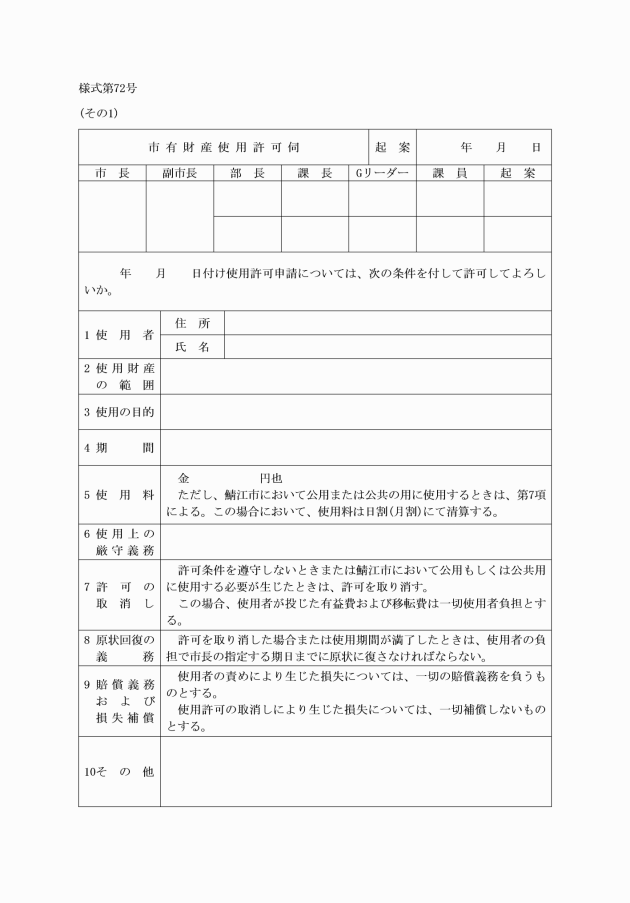 様式第72号
(その1)
市有財産使用許可伺 起案 年 月 日
市長 副市長 部長 課長 Gリーダー 課員 起案
年 月 日付け使用許可申請については、次の条件を付して許可してよろし
いか。
1 使用者 住所
氏名
2 使用財産
の範囲
3 使用の目的
4 期間
5 使用料 金 円也
ただし、鯖江市において公用または公共の用に使用するときは、第7項
による。この場合において、使用料は日割(月割)にて清算する。
6 使用上の
厳守義務
7 許可の
取消し
許可条件を遵守しないときまたは鯖江市において公用もしくは公共用
に使用する必要が生じたときは、許可を取り消す。
この場合、使用者が投じた有益費および移転費は一切使用者負担とす
る。
8 原状回復の
義務
許可を取り消した場合または使用期間が満了したときは、使用者の負
担で市長の指定する期日までに原状に復さなければならない。
9 賠償義務
および
損失補償
使用者の責めにより生じた損失については、一切の賠償義務を負うも
のとする。
使用許可の取消しにより生じた損失については、一切補償しないもの
とする。
10その他